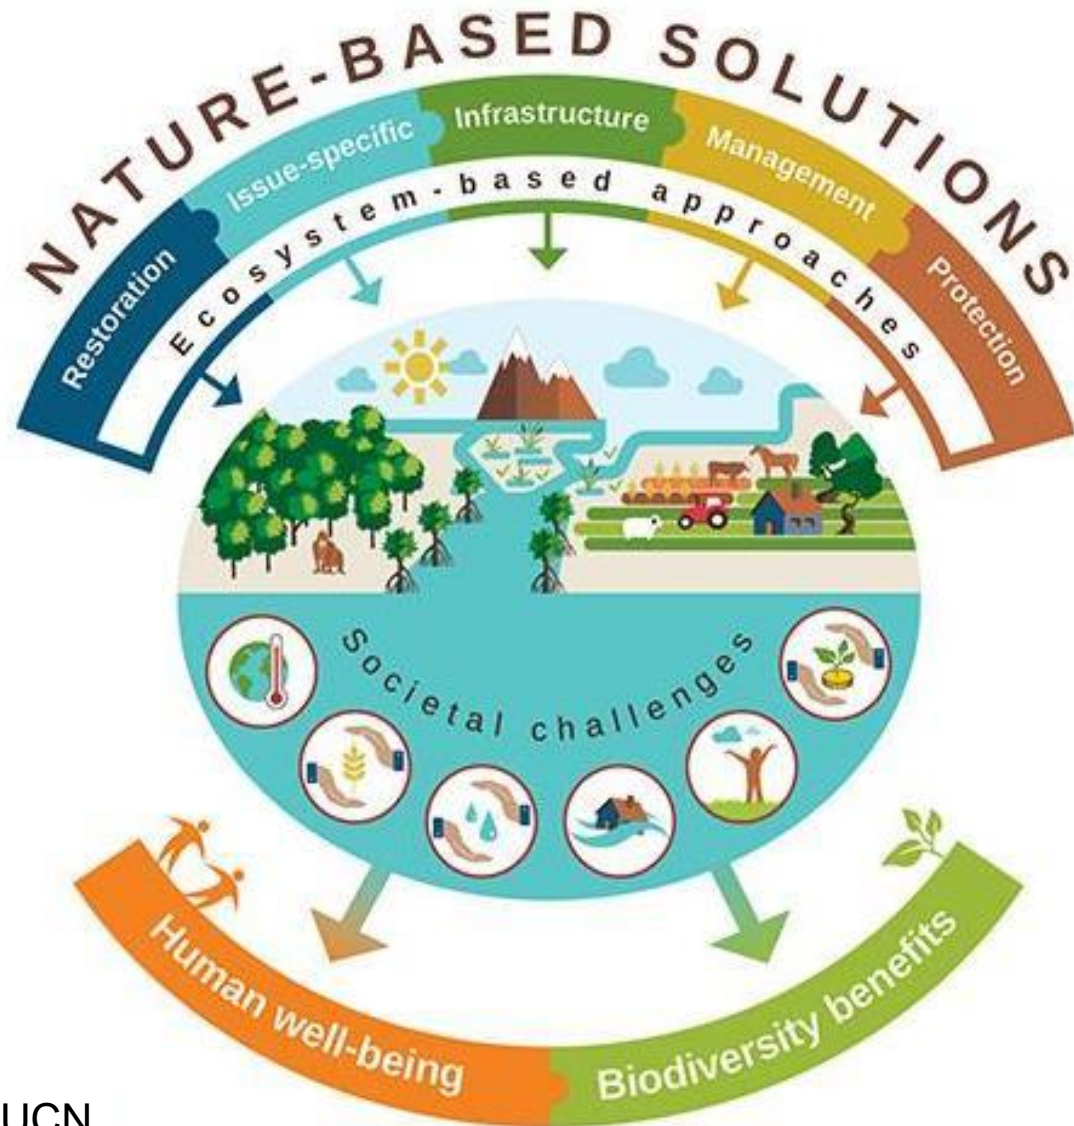 NATURE-BASED SOLUTIONS
Restoration
Issue-specific
Infrastructure
Management
Protection
Ecosystem-based approaches
Societal challenges
Human well-being
Biodiversity benefits
UCN